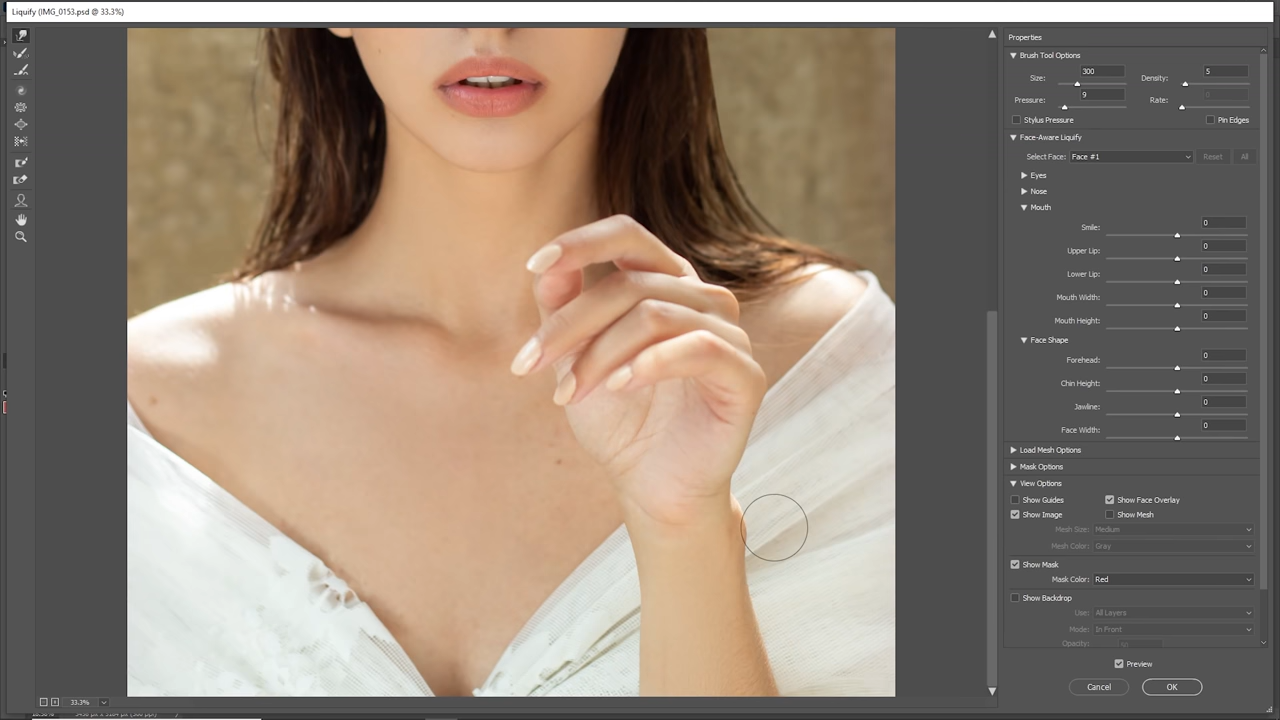 Liquify (IMG_0153.psd @ 33.3%)
Properties
Brush Tool Options
Size: 300 Density: 5
Pressure: 9 Rate: 0
Stylus Pressure Pin Edges
Face-Aware Liquify
Select Face: Face #1 Reset All
Eyes
Nose
Mouth
Smile: 0
Upper Lip: 0
Lower Lip: 0
Mouth Width: 0
Mouth Height: 0
Face Shape
Forehead: 0
Chin Height: 0
Jawline: 0
Face Width: 0
Load Mesh Options
Mask Options
View Options
Show Guides Show Face Overlay
Show Image Show Mesh
Mesh Size: Medium
Mesh Color: Gray
Show Mask
Mask Color: Red
Show Backdrop
Use: All Layers
Mode: In Front
Opacity:
Preview
Cancel OK
33.3%